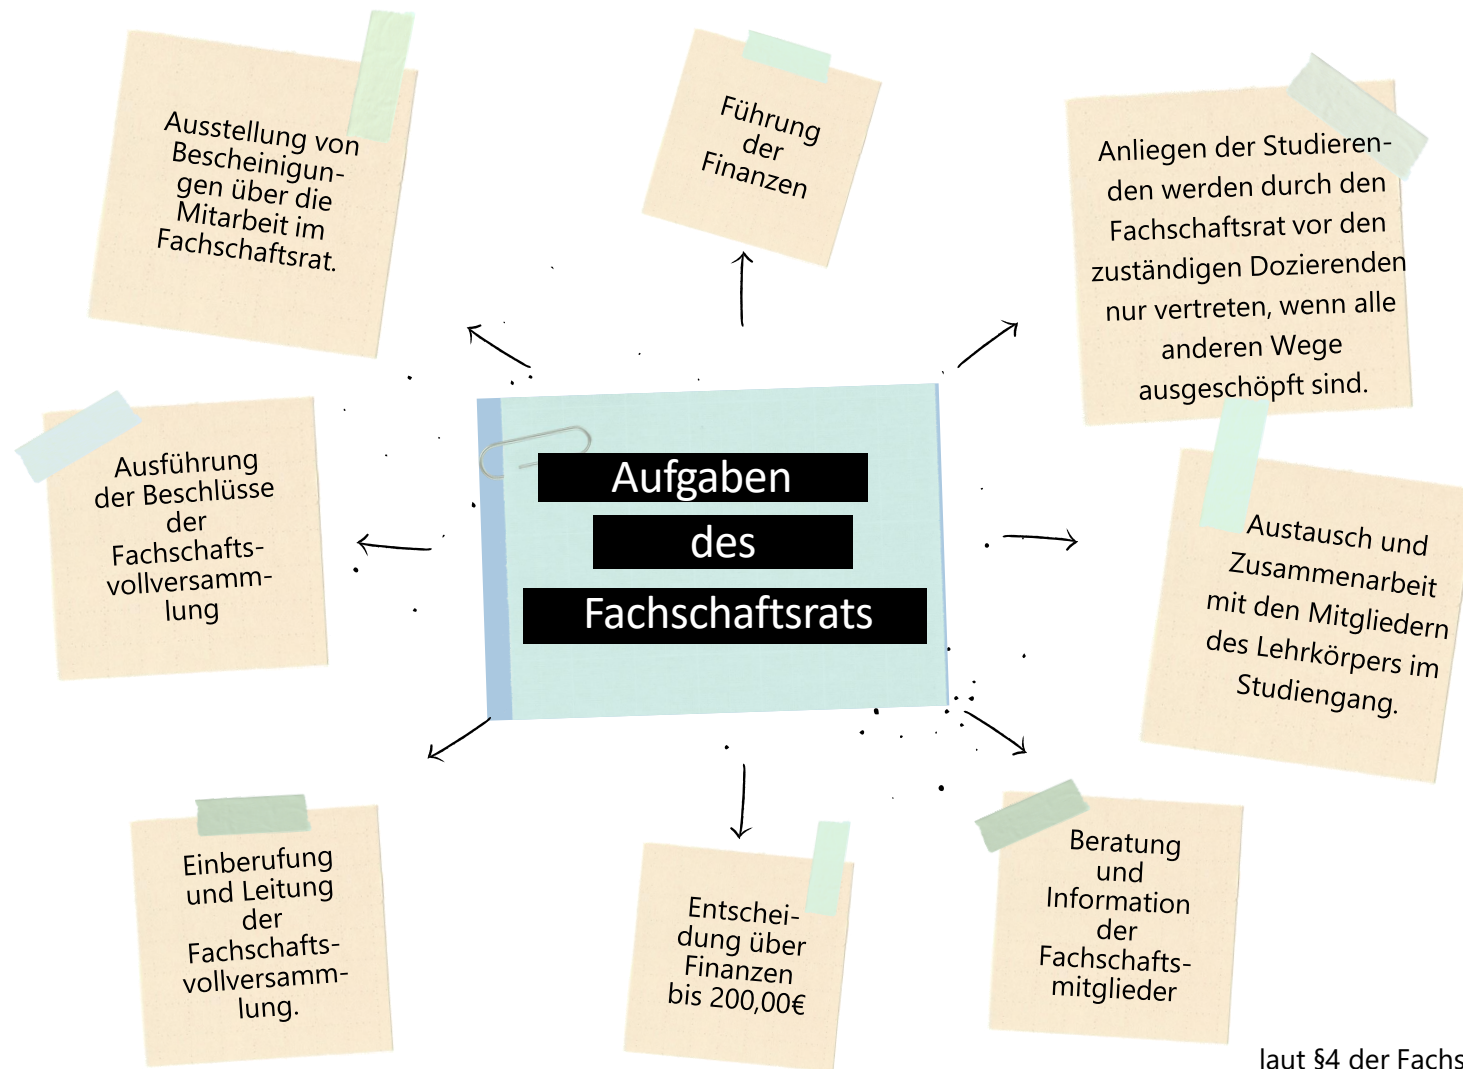 Ausstellung von
Bescheinigun-
gen über die
Mitarbeit im
Fachschaftsrat.
Führung
der
Finanzen
Anliegen der Studieren-
den werden durch den
Fachschaftsrat vor den
zuständigen Dozierenden
nur vertreten, wenn alle
anderen Wege
ausgeschöpft sind.
Ausführung
der Beschlüsse
der
Fachschafts-
vollversamm-
lung
Aufgaben
des
Fachschaftsrats
Austausch und
Zusammenarbeit
mit den Mitgliedern
des Lehrkörpers im
Studiengang.
Einberufung
und Leitung
der
Fachschafts-
vollversamm-
lung.
Entschei-
dung über
Finanzen
bis 200,00€
Beratung
und
Information
der
Fachschafts-
mitglieder
laut §4 der Fachs